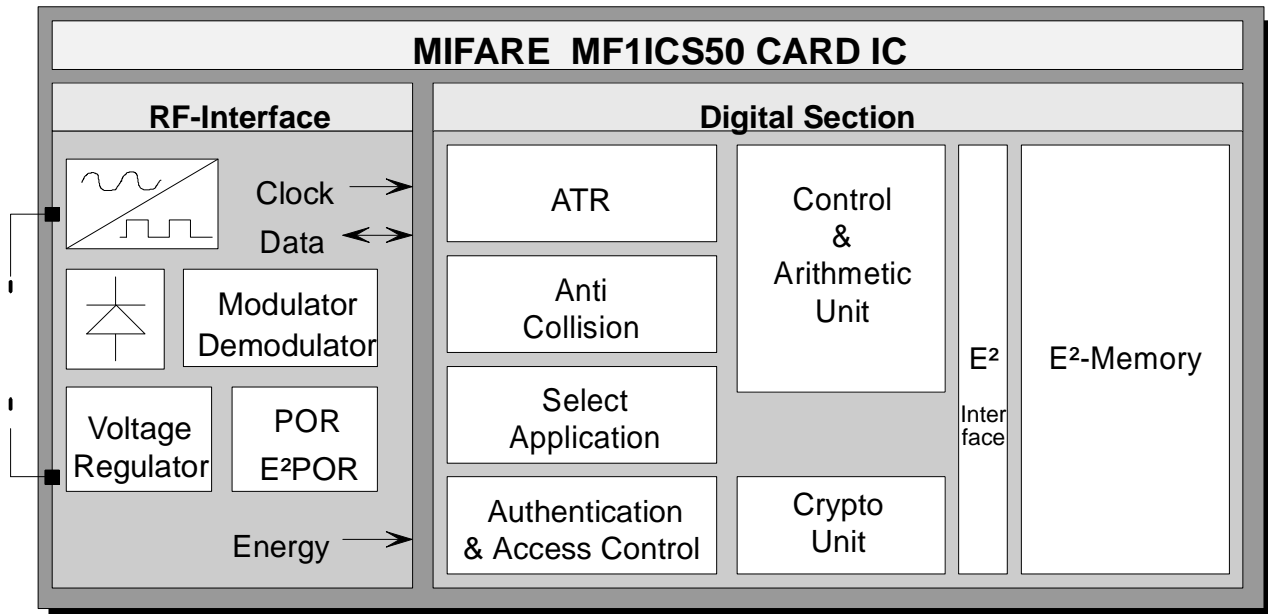 MIFARE MF1ICS50 CARD IC
RF-Interface
Clock
Data
Modulator
Demodulator
Voltage
Regulator
POR
E²POR
Energy
Digital Section
ATR
Anti
Collision
Select
Application
Authentication
& Access Control
Control
&
Arithmetic
Unit
Crypto
Unit
E²
Inter
face
E²-Memory